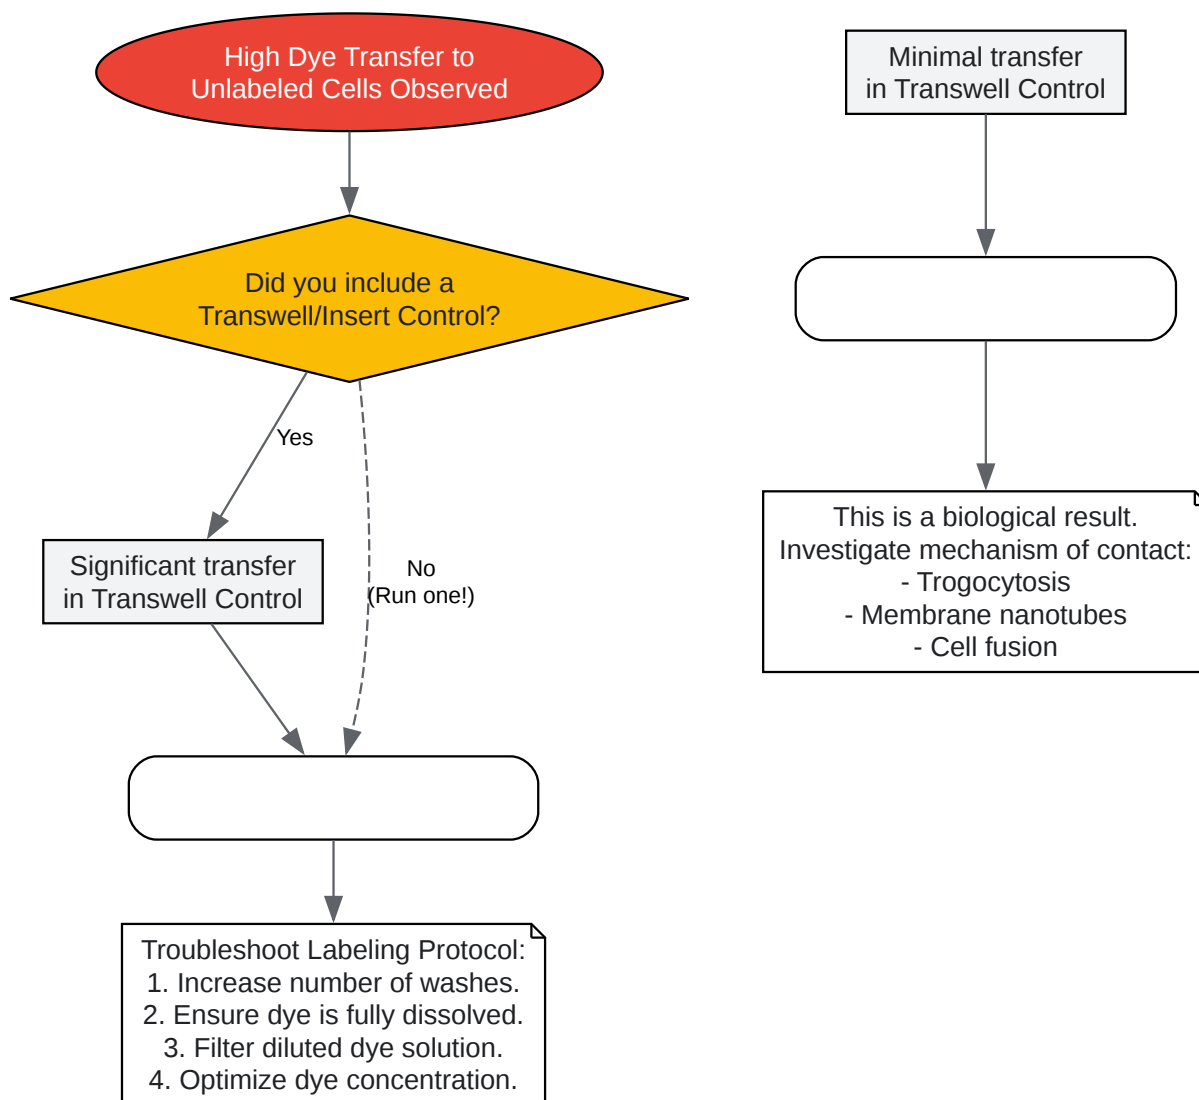 High Dye Transfer to
Unlabeled Cells Observed
Did you include a
Transwell/Insert Control?
Yes
No
(Run one!)
Significant transfer
in Transwell Control
Troubleshoot Labeling Protocol:
1. Increase number of washes.
2. Ensure dye is fully dissolved.
3. Filter diluted dye solution.
4. Optimize dye concentration.
Minimal transfer
in Transwell Control
This is a biological result.
Investigate mechanism of contact:
- Trogocytosis
- Membrane nanotubes
- Cell fusion